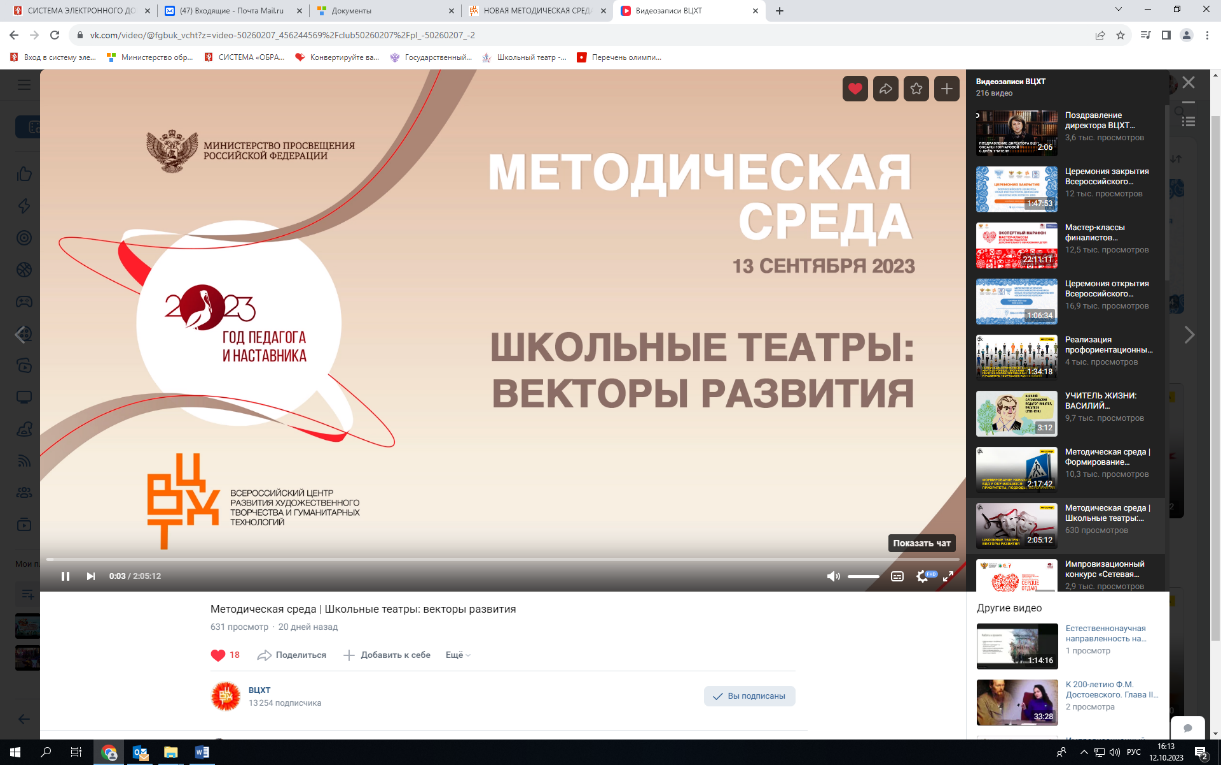 СИСТЕМА ЭЛЕКТРОННОГО ДО
(47) Входящие - Почта Mail.ru
Документы
НОВАЯ МЕТОДИЧЕСКАЯ СРЕДА
Видеозаписи ВЦХТ
vk.com/video/@fgbuk_vcht?z=video-50260207_456244569%2Fclub50260207%2Fpl_-50260207_-2
Вход в систему эле...
Министерство обр...
СИСТЕМА «ОБРА...
Конвертируйте ва...
Государственный...
Школьный театр -...
Перечень олимпи...
МИНИСТЕРСТВО ПРОСВЕЩЕНИЯ
РОССИЙСКОЙ ФЕДЕРАЦИИ
МЕТОДИЧЕСКАЯ
СРЕДА
13 СЕНТЯБРЯ 2023
2023
ГОД ПЕДАГОГА
И НАСТАВНИКА
ШКОЛЬНЫЕ ТЕАТРЫ:
ВЕКТОРЫ РАЗВИТИЯ
ВЦХТ
ВСЕРОССИЙСКИЙ ЦЕНТР
РАЗВИТИЯ ХУДОЖЕСТВЕННОГО
ТВОРЧЕСТВА И ГУМАНИТАРНЫХ
ТЕХНОЛОГИЙ
Показать чат
0:03 / 2:05:12
Методическая среда | Школьные театры: векторы развития
631 просмотр · 20 дней назад
18
Поделиться
Добавить к себе
Ещё
ВЦХТ
13 254 подписчика
Вы подписаны
Видеозаписи ВЦХТ
216 видео
Поздравление
директора ВЦХТ...
3,6 тыс. просмотров
2:06
Церемония закрытия
Всероссийского...
12 тыс. просмотров
1:47:53
Мастер-классы
финалистов...
12,5 тыс. просмотров
22:11:11
Церемония открытия
Всероссийского...
16,9 тыс. просмотров
1:06:34
Реализация
профориентационны...
4 тыс. просмотров
1:34:18
УЧИТЕЛЬ ЖИЗНИ:
ВАСИЛИЙ...
9,7 тыс. просмотров
3:12
Методическая среда |
Формирование...
10,3 тыс. просмотров
2:17:42
Методическая среда |
Школьные театры:...
630 просмотров
2:05:12
Импровизационный
конкурс «Сетевая...
2,9 тыс. просмотров
Другие видео
Естественнонаучная
направленность на...
1 просмотр
1:14:16
К 200-летию Ф.М.
Достоевского. Глава II...
2 просмотра
33:28
РУС
16:13
12.10.2023
2